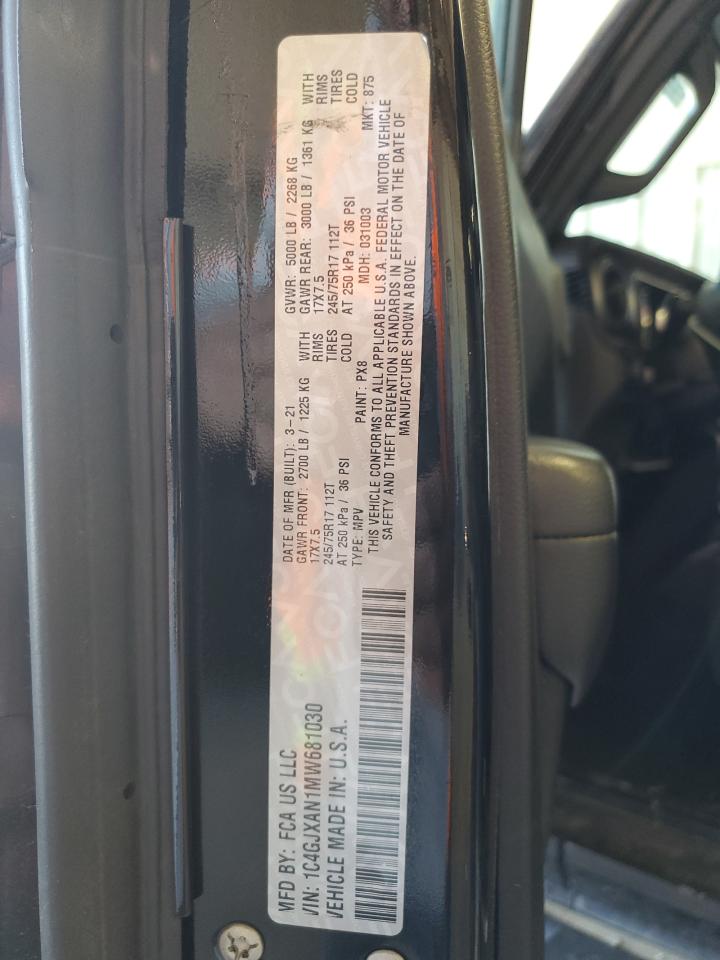 MFD BY: FCA US LLC
VIN: 1C4GJXAN1MW681030
VEHICLE MADE IN: U.S.A.
DATE OF MFR (BUILT): 3-21
GAWR FRONT: 2700 LB / 1225 KG WITH
17X7.5 RIMS
245/75R17 112T TIRES
AT 250 kPa / 36 PSI COLD
TYPE: MPV PAINT: PX8
GVWR: 5000 LB / 2268 KG
GAWR REAR: 3000 LB / 1361 KG WITH
17X7.5 RIMS
245/75R17 112T TIRES
AT 250 kPa / 36 PSI COLD
MDH: 031003 MKT: 875
THIS VEHICLE CONFORMS TO ALL APPLICABLE U.S.A. FEDERAL MOTOR VEHICLE
SAFETY AND THEFT PREVENTION STANDARDS IN EFFECT ON THE DATE OF
MANUFACTURE SHOWN ABOVE.